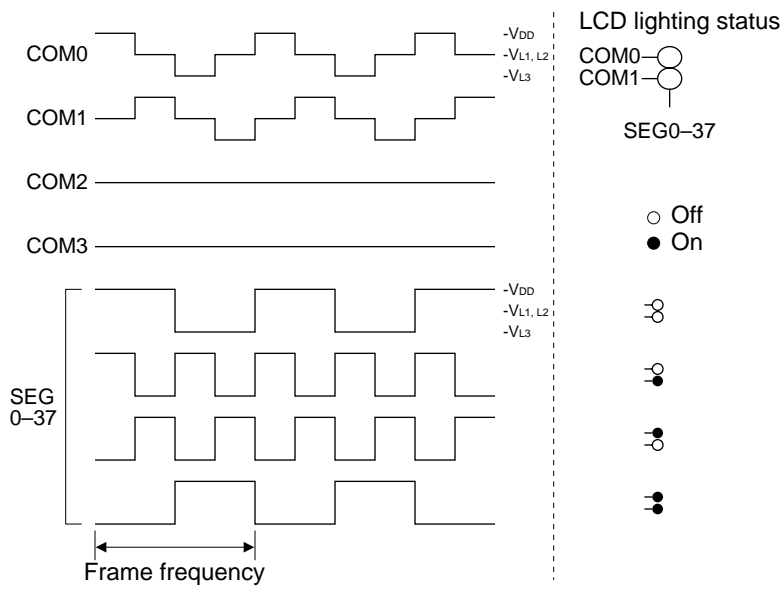 COM0
-VDD
-VL1, L2
-VL3
COM1
COM2
COM3
-VDD
-VL1, L2
-VL3
SEG
0–37
Frame frequency
LCD lighting status
COM0
COM1
SEG0–37
Off
On